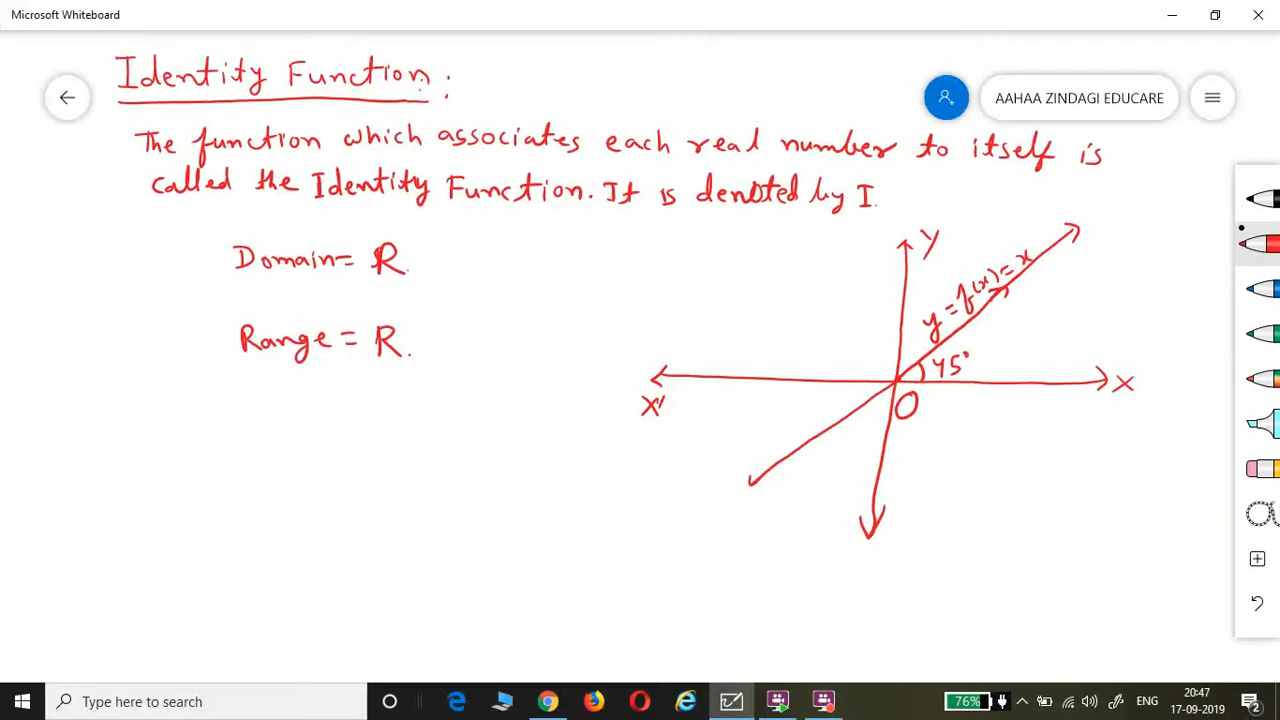 Microsoft Whiteboard
Identity Function :
AAHAA ZINDAGI EDUCARE
The function which associates each real number to itself is
called the Identity Function. It is denoted by I.
Domain = R.
Range = R.
Y
y = f(x) = x
45°
X' X
O
Type here to search
76%
ENG
20:47
17-09-2019
2